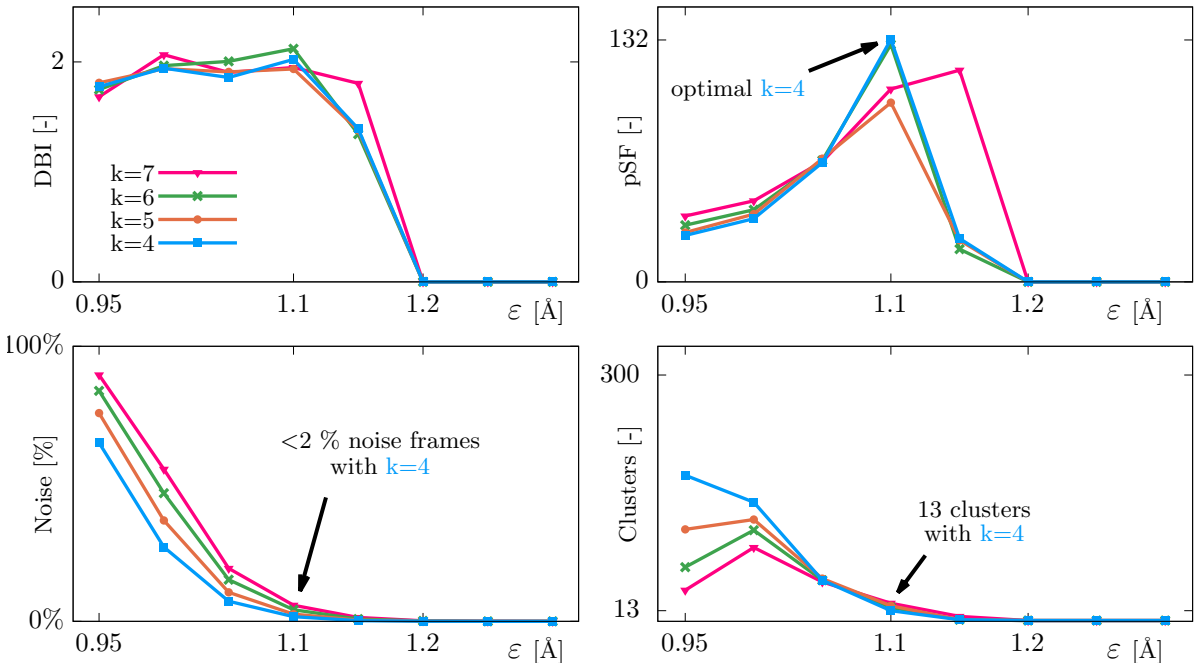 DBI [-]
2
0
k=7
k=6
k=5
k=4
0.95
1.1
1.2
ε [Å]
pSF [-]
132
0
optimal k=4
0.95
1.1
1.2
ε [Å]
Noise [%]
100%
0%
<2 % noise frames
with k=4
0.95
1.1
1.2
ε [Å]
Clusters [-]
300
13
13 clusters
with k=4
0.95
1.1
1.2
ε [Å]